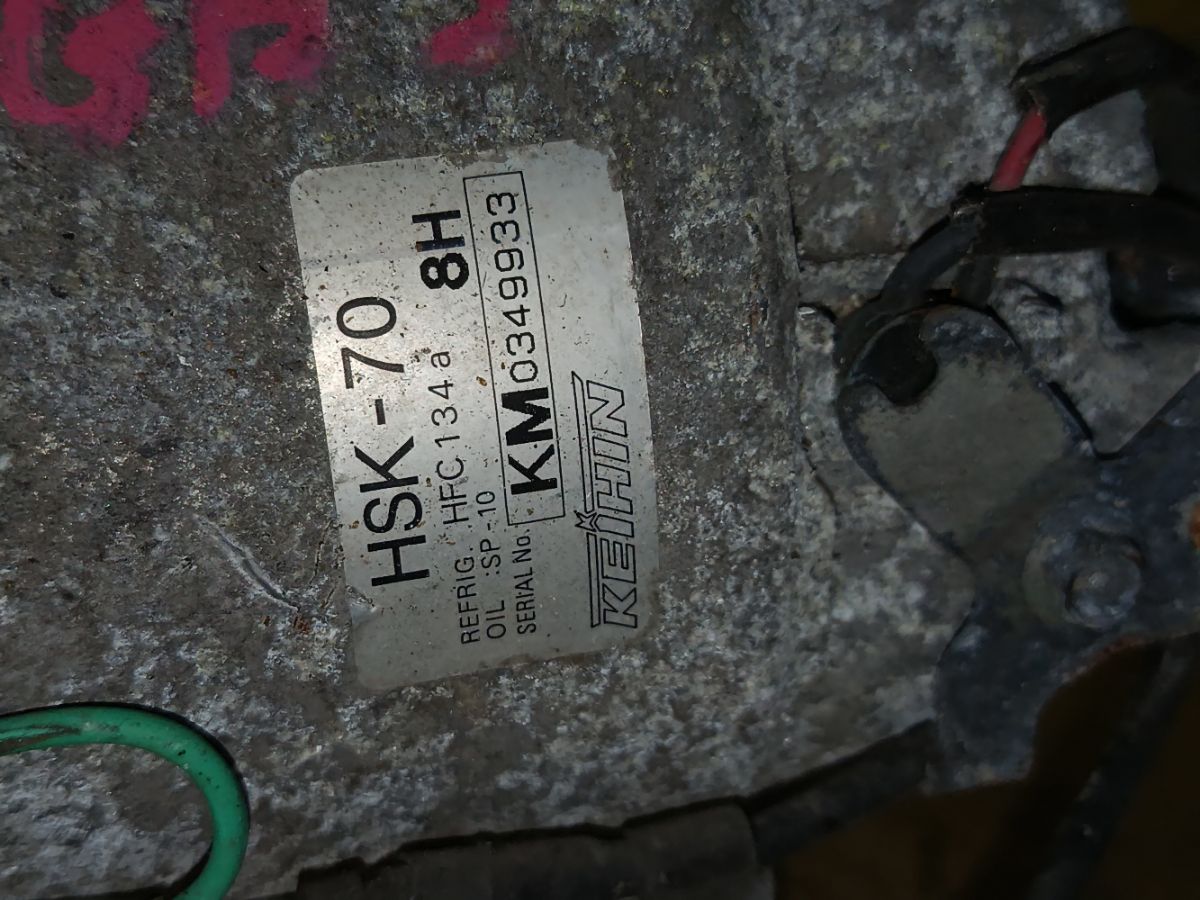 HSK-70
REFRIG. HFC134a 8H
OIL :SP-10
SERIAL No. KM0349933
KEIHIN